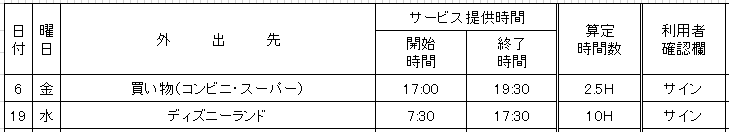 日付 曜日 外出先 サービス提供時間 算定時間数 利用者確認欄
開始時間 終了時間
6 金 買い物(コンビニ・スーパー) 17:00 19:30 2.5H サイン
19 水 ディズニーランド 7:30 17:30 10H サイン